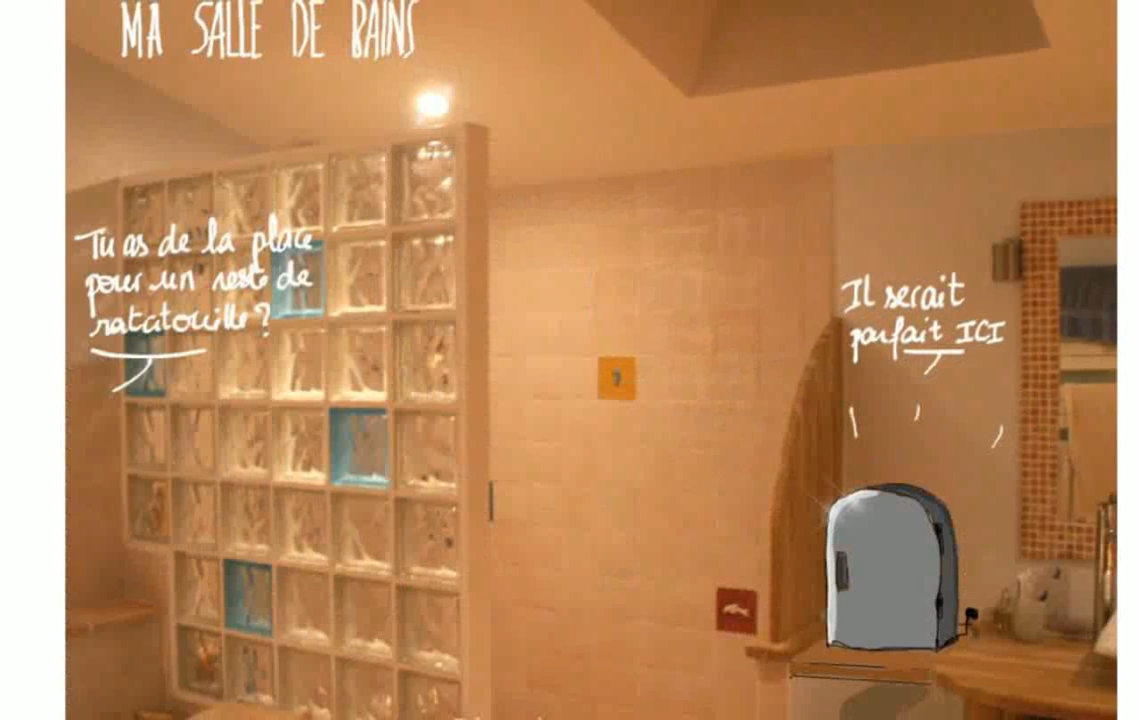 MA SALLE DE BAINS
Tu as de la place
pour un reste de
ratatouille ?
Il serait
parfait ICI